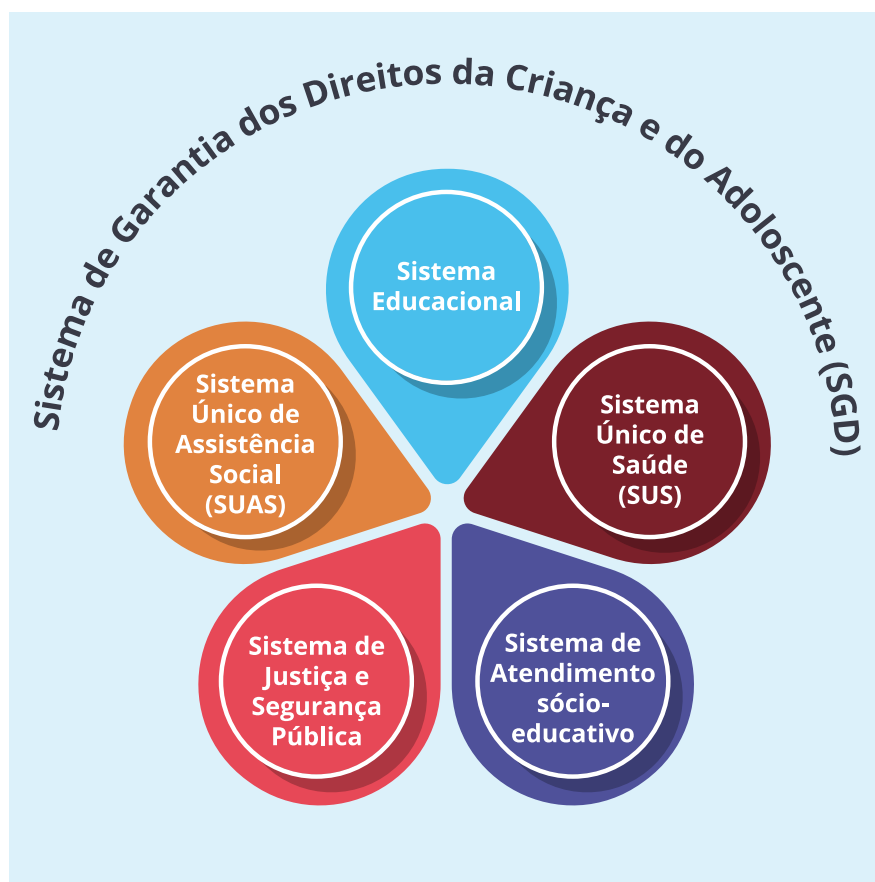 Sistema de Garantia dos Direitos da Criança e do Adoloscente (SGD)
Sistema
Educacional
Sistema
Único de
Assistência
Social
(SUAS)
Sistema
Único de
Saúde
(SUS)
Sistema de
Justiça e
Segurança
Pública
Sistema de
Atendimento
sócio-
educativo